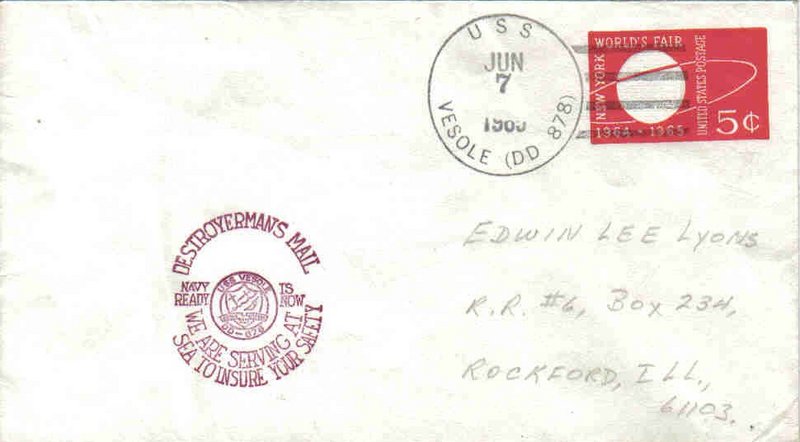 USS
VESOLE (DD 878)
JUN
7
NEW YORK
WORLD'S FAIR
1964-1965
UNITED STATES POSTAGE
5¢
DESTROYERMAN'S MAIL
NAVY IS
READY NOW
USS VESOLE
WE ARE SERVING AT
SEA TO INSURE YOUR SAFETY
EDWIN LEE LYONS
R.R. #6, BOX 234,
ROCKFORD, ILL.,
61103.